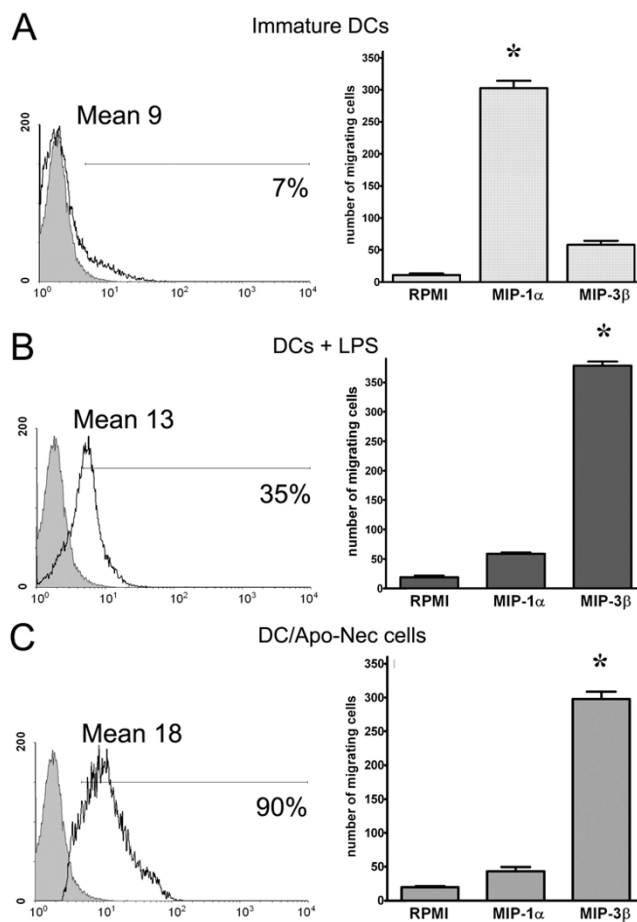 A
Immature DCs
Mean 9
7%
200
0
10⁰ 10¹ 10² 10³ 10⁴
number of migrating cells
350
300
250
200
150
100
50
0
*
RPMI MIP-1α MIP-3β
B
DCs + LPS
Mean 13
35%
200
0
10⁰ 10¹ 10² 10³ 10⁴
number of migrating cells
350
300
250
200
150
100
50
0
*
RPMI MIP-1α MIP-3β
C
DC/Apo-Nec cells
Mean 18
90%
200
0
10⁰ 10¹ 10² 10³ 10⁴
number of migrating cells
350
300
250
200
150
100
50
0
*
RPMI MIP-1α MIP-3β